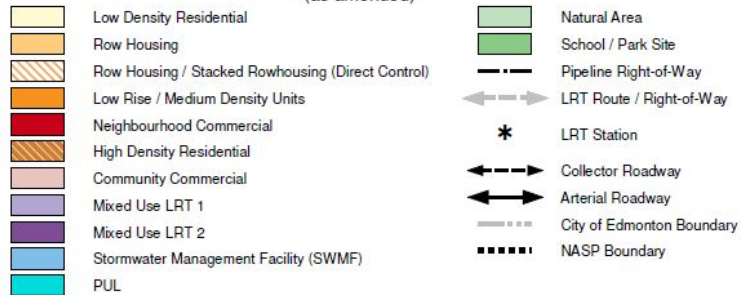 (as amended)
Low Density Residential
Row Housing
Row Housing / Stacked Rowhousing (Direct Control)
Low Rise / Medium Density Units
Neighbourhood Commercial
High Density Residential
Community Commercial
Mixed Use LRT 1
Mixed Use LRT 2
Stormwater Management Facility (SWMF)
PUL
Natural Area
School / Park Site
Pipeline Right-of-Way
LRT Route / Right-of-Way
LRT Station
Collector Roadway
Arterial Roadway
City of Edmonton Boundary
NASP Boundary